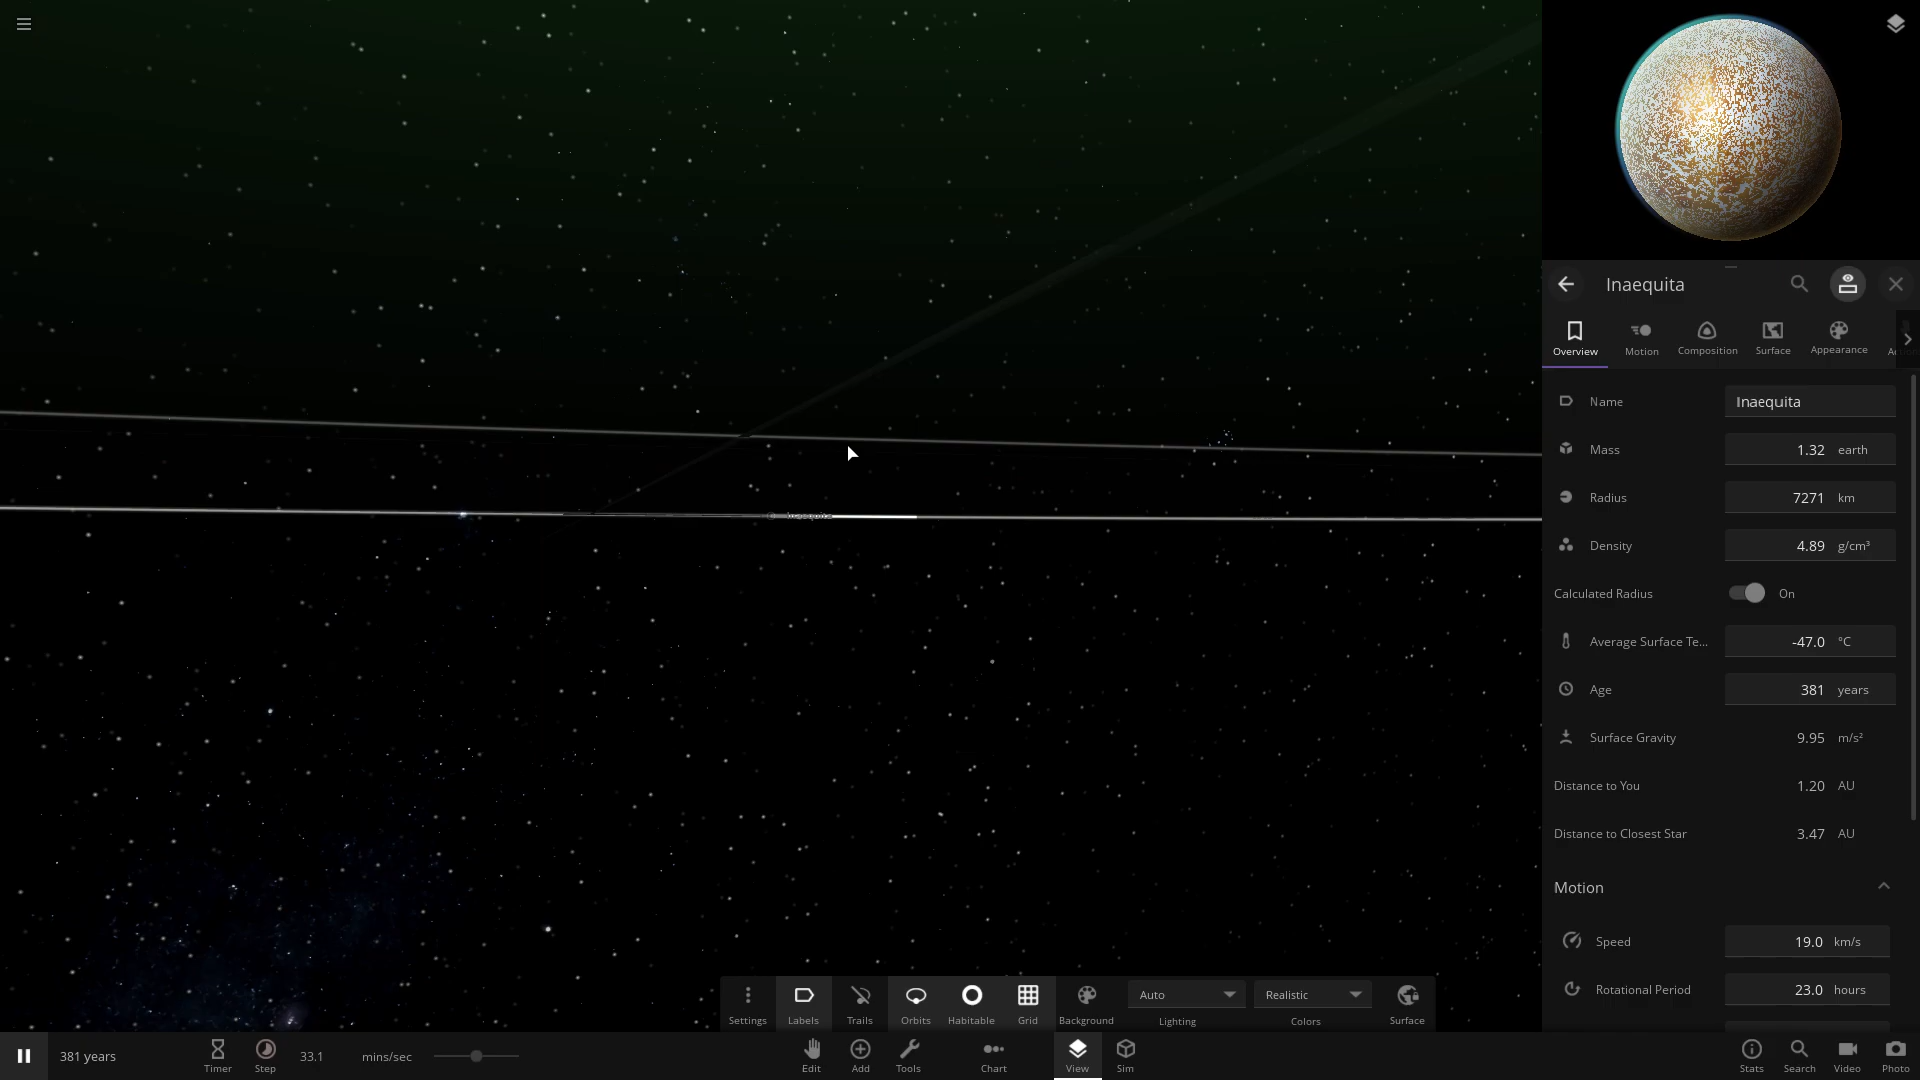 Inaequita
Overview
Motion
Composition
Surface
Appearance
Name Inaequita
Mass 1.32 earth
Radius 7271 km
Density 4.89 g/cm³
Calculated Radius On
Average Surface Te... -47.0 °C
Age 381 years
Surface Gravity 9.95 m/s²
Distance to You 1.20 AU
Distance to Closest Star 3.47 AU
Motion
Speed 19.0 km/s
Rotational Period 23.0 hours
Inaequita
Settings
Labels
Trails
Orbits
Habitable
Grid
Background
Auto
Lighting
Realistic
Colors
Surface
381 years
Timer
Step
33.1 mins/sec
Edit
Add
Tools
Chart
View
Sim
Stats
Search
Video
Photo